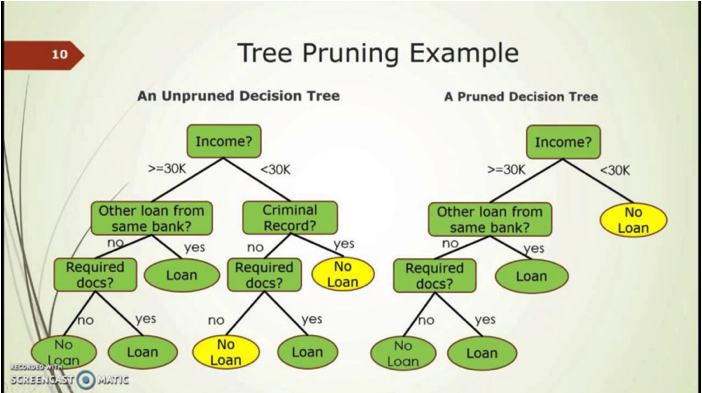 10
Tree Pruning Example
An Unpruned Decision Tree
A Pruned Decision Tree
Income?
>=30K
<30K
Other loan from
same bank?
Criminal
Record?
no
yes
no
yes
Required
docs?
Loan
Required
docs?
No
Loan
no
yes
no
yes
No
Loan
Loan
No
Loan
Loan
Income?
>=30K
<30K
Other loan from
same bank?
No
Loan
no
yes
Required
docs?
Loan
no
yes
No
Loan
Loan
RECORDED WITH
SCREENCAST MATIC